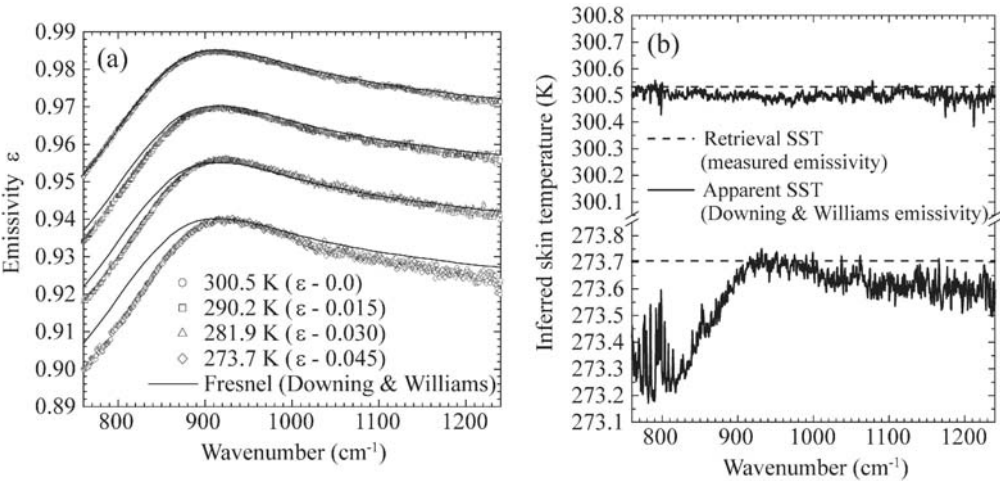 (a)
Emissivity ε
0.99
0.98
0.97
0.96
0.95
0.94
0.93
0.92
0.91
0.90
0.89
300.5 K (ε - 0.0)
290.2 K (ε - 0.015)
281.9 K (ε - 0.030)
273.7 K (ε - 0.045)
Fresnel (Downing & Williams)
800 900 1000 1100 1200
Wavenumber (cm-1)
(b)
Inferred skin temperature (K)
300.8
300.7
300.6
300.5
300.4
300.3
300.2
300.1
273.8
273.7
273.6
273.5
273.4
273.3
273.2
273.1
Retrieval SST
(measured emissivity)
Apparent SST
(Downing & Williams emissivity)
800 900 1000 1100 1200
Wavenumber (cm-1)